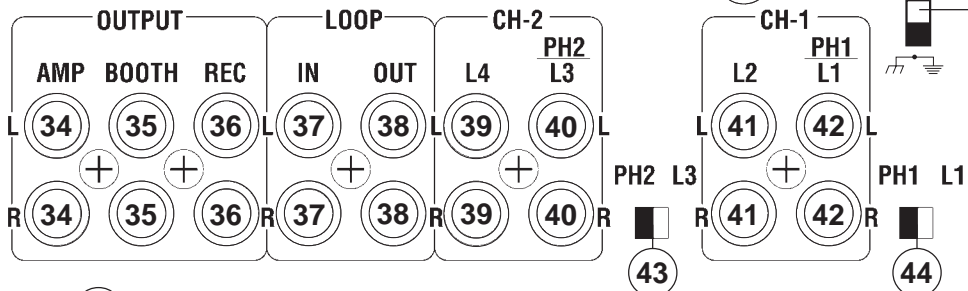 OUTPUT LOOP CH-2 CH-1
PH2 PH1
AMP BOOTH REC IN OUT L4 L3 L2 L1
L 34 35 36 L 37 38 L 39 40 L L 41 42 L
PH2 L3 PH1 L1
R 34 35 36 R 37 38 R 39 40 R R 41 42 R
43 44